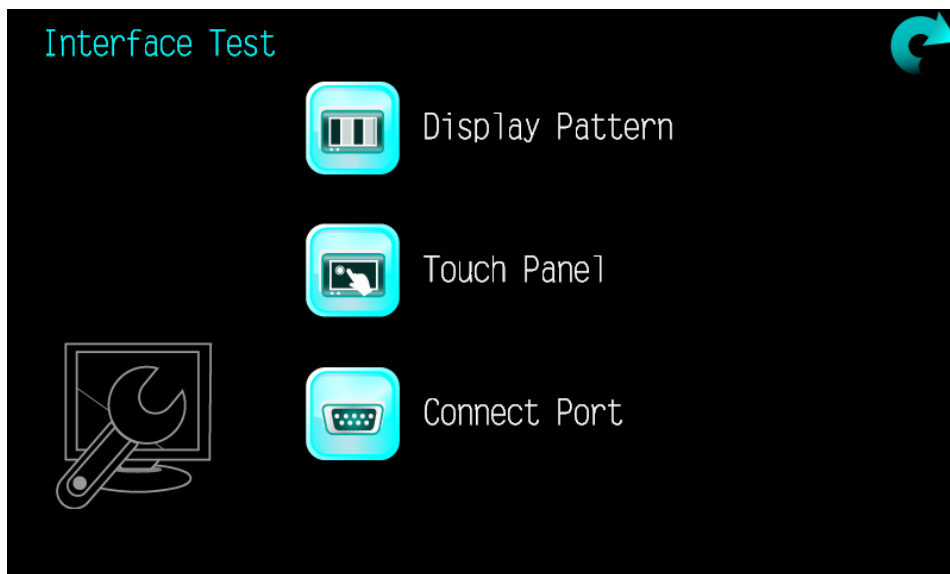 Interface Test
Display Pattern
Touch Panel
Connect Port